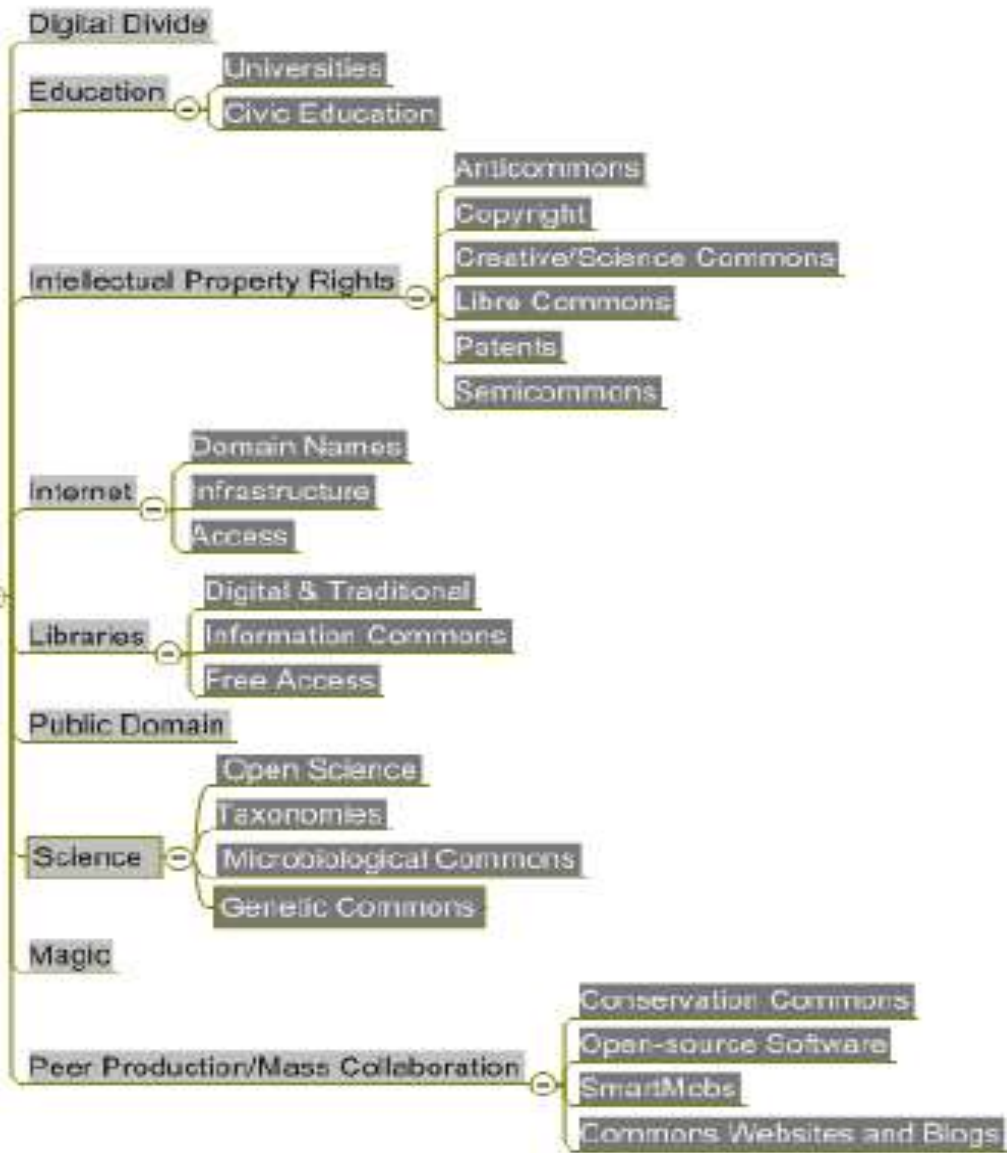 Digital Divide
Education
Universities
Civic Education
Intellectual Property Rights
Anticommons
Copyright
Creative/Science Commons
Libre Commons
Patents
Semicommons
Internet
Domain Names
Infrastructure
Access
Libraries
Digital & Traditional
Information Commons
Free Access
Public Domain
Science
Open Science
Taxonomies
Microbiological Commons
Genetic Commons
Magic
Peer Production/Mass Collaboration
Conservation Commons
Open-source Software
SmartMobs
Commons Websites and Blogs